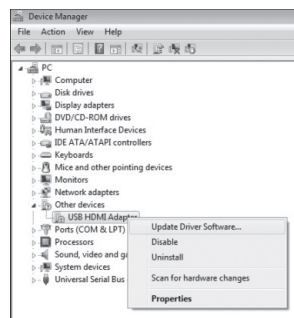 Device Manager
File Action View Help
PC
Computer
Disk drives
Display adapters
DVD/CD-ROM drives
Human Interface Devices
IDE ATA/ATAPI controllers
Keyboards
Mice and other pointing devices
Monitors
Network adapters
Other devices
USB HDMI Adapter
Update Driver Software...
Ports (COM & LPT)
Disable
Processors
Uninstall
Sound, video and ga
System devices
Scan for hardware changes
Universal Serial Bus
Properties